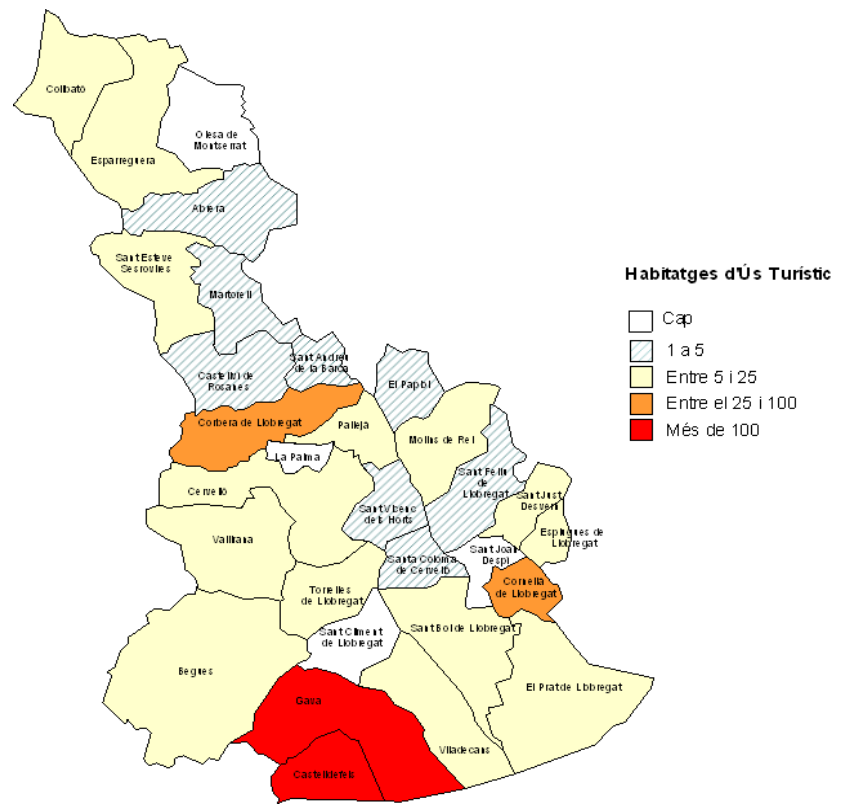 Collbató
Olesa de
Montserrat
Esparreguera
Abrera
Sant Esteve
Sesrovires
Martorell
Sant Andreu
de la Barca
Castellví de
Rosanes
El Papiol
Corbera de Llobregat
Pallejà
Molins de Rei
La Palma
Sant Feliu
de
Llobregat
Cervelló
Sant Just
Desvern
Sant Vicenç
dels Horts
Esplugues de
Llobregat
Vallirana
Sant Joan
Despí
Santa Coloma
de Cervelló
Cornellà
de Llobregat
Torrelles
de Llobregat
Sant Climent
de Llobregat
Sant Boi de Llobregat
Begues
El Prat de Llobregat
Gavà
Viladecans
Castelldefels
Habitatges d'Ús Turístic
Cap
1 a 5
Entre 5 i 25
Entre el 25 i 100
Més de 100